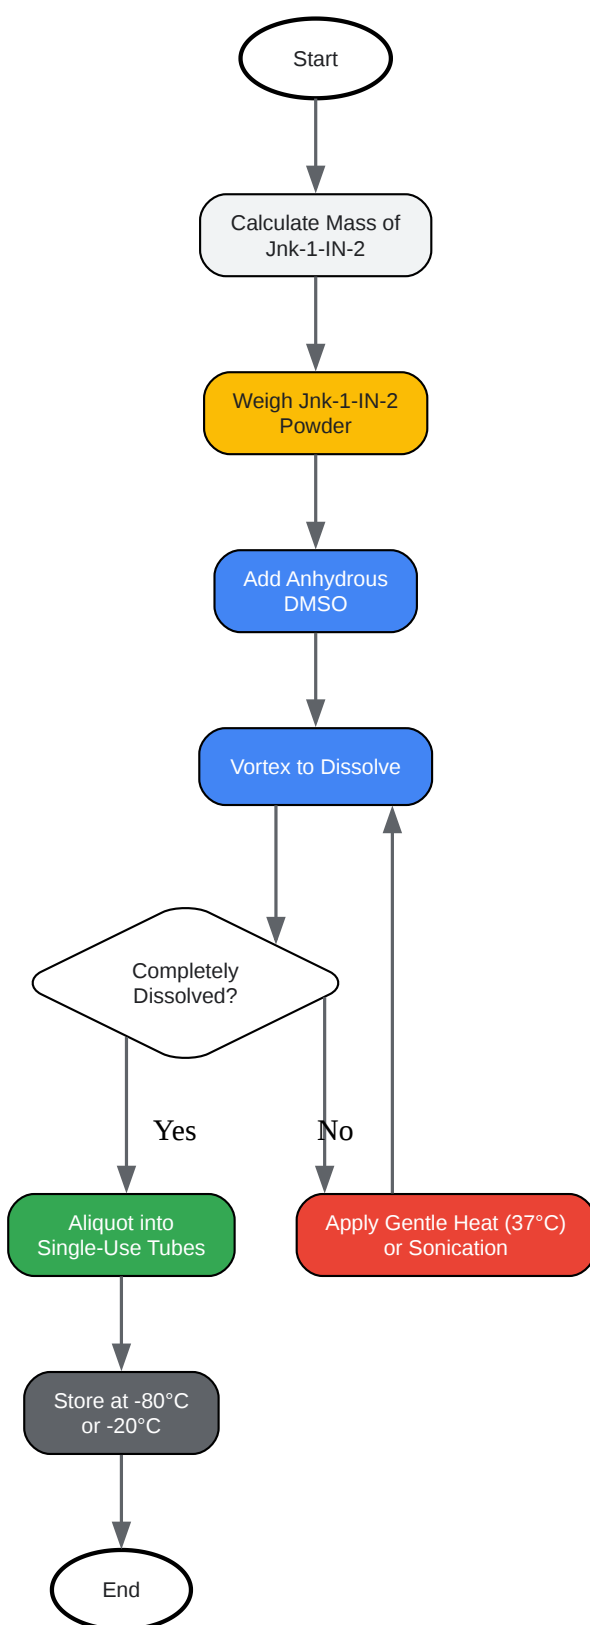 Start
Calculate Mass of
Jnk-1-IN-2
Weigh Jnk-1-IN-2
Powder
Add Anhydrous
DMSO
Vortex to Dissolve
Completely
Dissolved?
Yes
No
Aliquot into
Single-Use Tubes
Apply Gentle Heat (37°C)
or Sonication
Store at -80°C
or -20°C
End